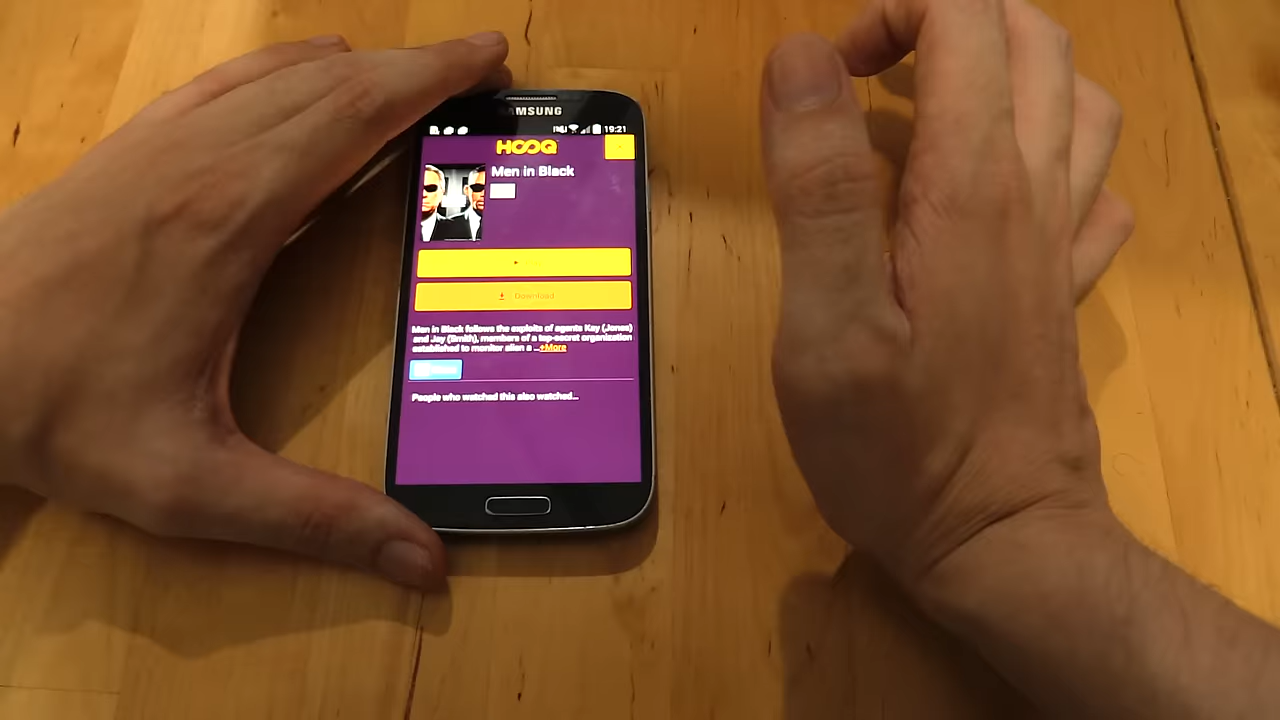 SAMSUNG
19:21
HOOQ
Men in Black
Download
Men in Black follows the exploits of agents Kay (Jones)
and Jay (Smith), members of a top-secret organization
established to monitor alien a ...+More
People who watched this also watched...